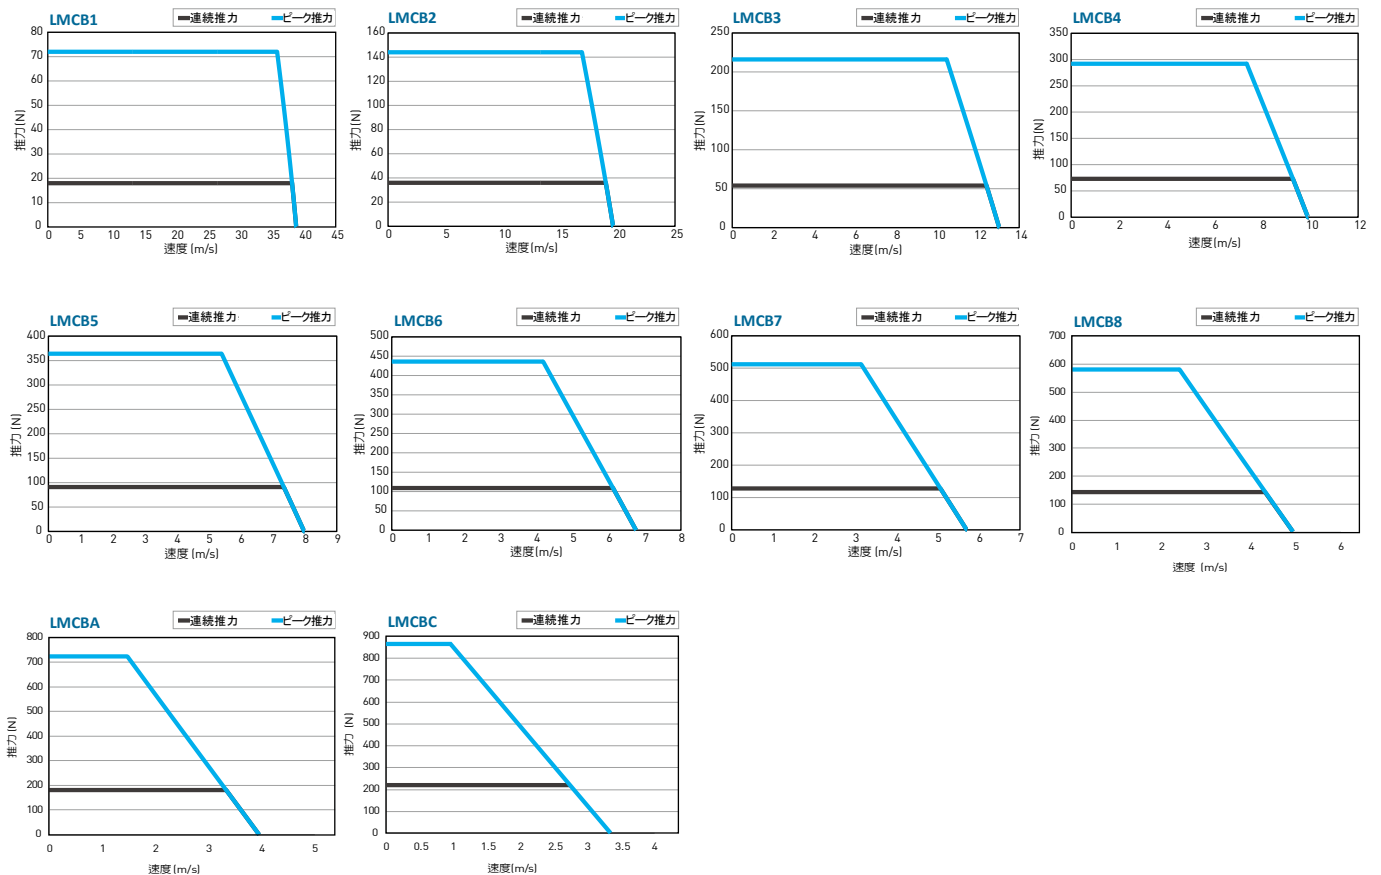 LMCB1
連続推力 ピーク推力
80
70
60
50
40
30
20
10
0
推力(N)
0 5 10 15 20 25 30 35 40 45
速度(m/s)
LMCB2
連続推力 ピーク推力
160
140
120
100
80
60
40
20
0
推力(N)
0 5 10 15 20 25
速度(m/s)
LMCB3
連続推力 ピーク推力
250
200
150
100
50
0
推力(N)
0 2 4 6 8 10 12 14
速度(m/s)
LMCB4
連続推力 ピーク推力
350
300
250
200
150
100
50
0
推力(N)
0 2 4 6 8 10 12
速度(m/s)
LMCB5
連続推力 ピーク推力
400
350
300
250
200
150
100
50
0
推力(N)
0 1 2 3 4 5 6 7 8 9
速度(m/s)
LMCB6
連続推力 ピーク推力
500
450
400
350
300
250
200
150
100
50
0
推力(N)
0 1 2 3 4 5 6 7 8
速度(m/s)
LMCB7
連続推力 ピーク推力
600
500
400
300
200
100
0
推力(N)
0 1 2 3 4 5 6 7
速度(m/s)
LMCB8
連続推力 ピーク推力
700
600
500
400
300
200
100
0
推力(N)
0 1 2 3 4 5 6
速度 (m/s)
LMCBA
連続推力 ピーク推力
800
700
600
500
400
300
200
100
0
推力(N)
0 1 2 3 4 5
速度(m/s)
LMCBC
連続推力 ピーク推力
900
800
700
600
500
400
300
200
100
0
推力 (N)
0 0.5 1 1.5 2 2.5 3 3.5 4
速度(m/s)